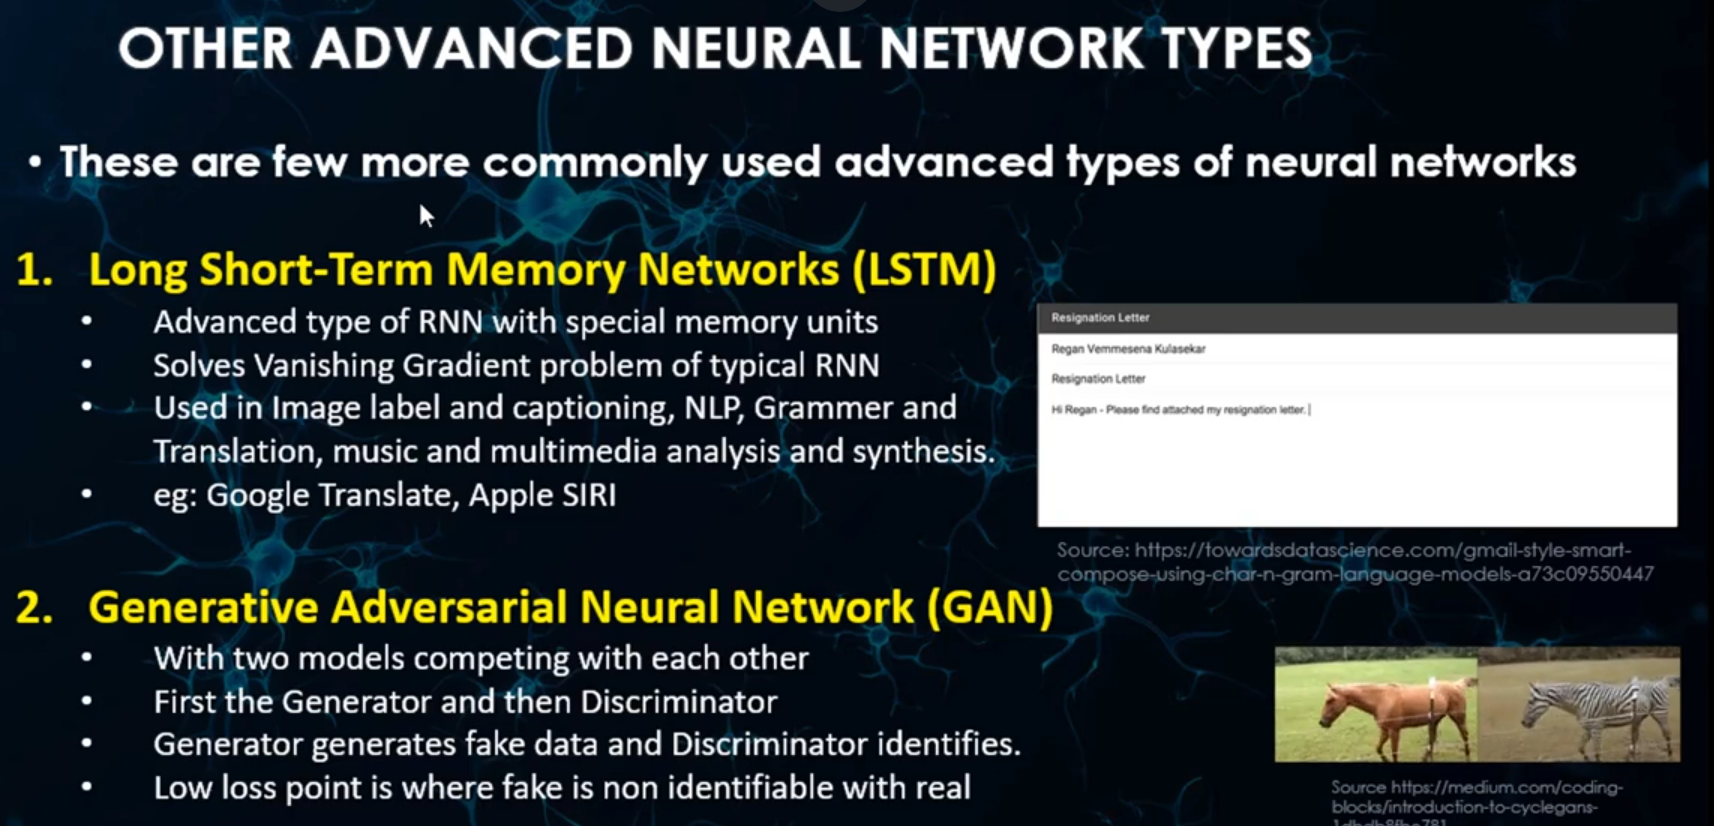 OTHER ADVANCED NEURAL NETWORK TYPES
• These are few more commonly used advanced types of neural networks
1. Long Short-Term Memory Networks (LSTM)
• Advanced type of RNN with special memory units
• Solves Vanishing Gradient problem of typical RNN
• Used in Image label and captioning, NLP, Grammer and
Translation, music and multimedia analysis and synthesis.
• eg: Google Translate, Apple SIRI
Resignation Letter
Regan Vemmesena Kulasekar
Resignation Letter
Hi Regan - Please find attached my resignation letter.
Source: https://towardsdatascience.com/gmail-style-smart-
compose-using-char-n-gram-language-models-a73c09550447
2. Generative Adversarial Neural Network (GAN)
• With two models competing with each other
• First the Generator and then Discriminator
• Generator generates fake data and Discriminator identifies.
• Low loss point is where fake is non identifiable with real
Source https://medium.com/coding-
blocks/introduction-to-cyclegans-